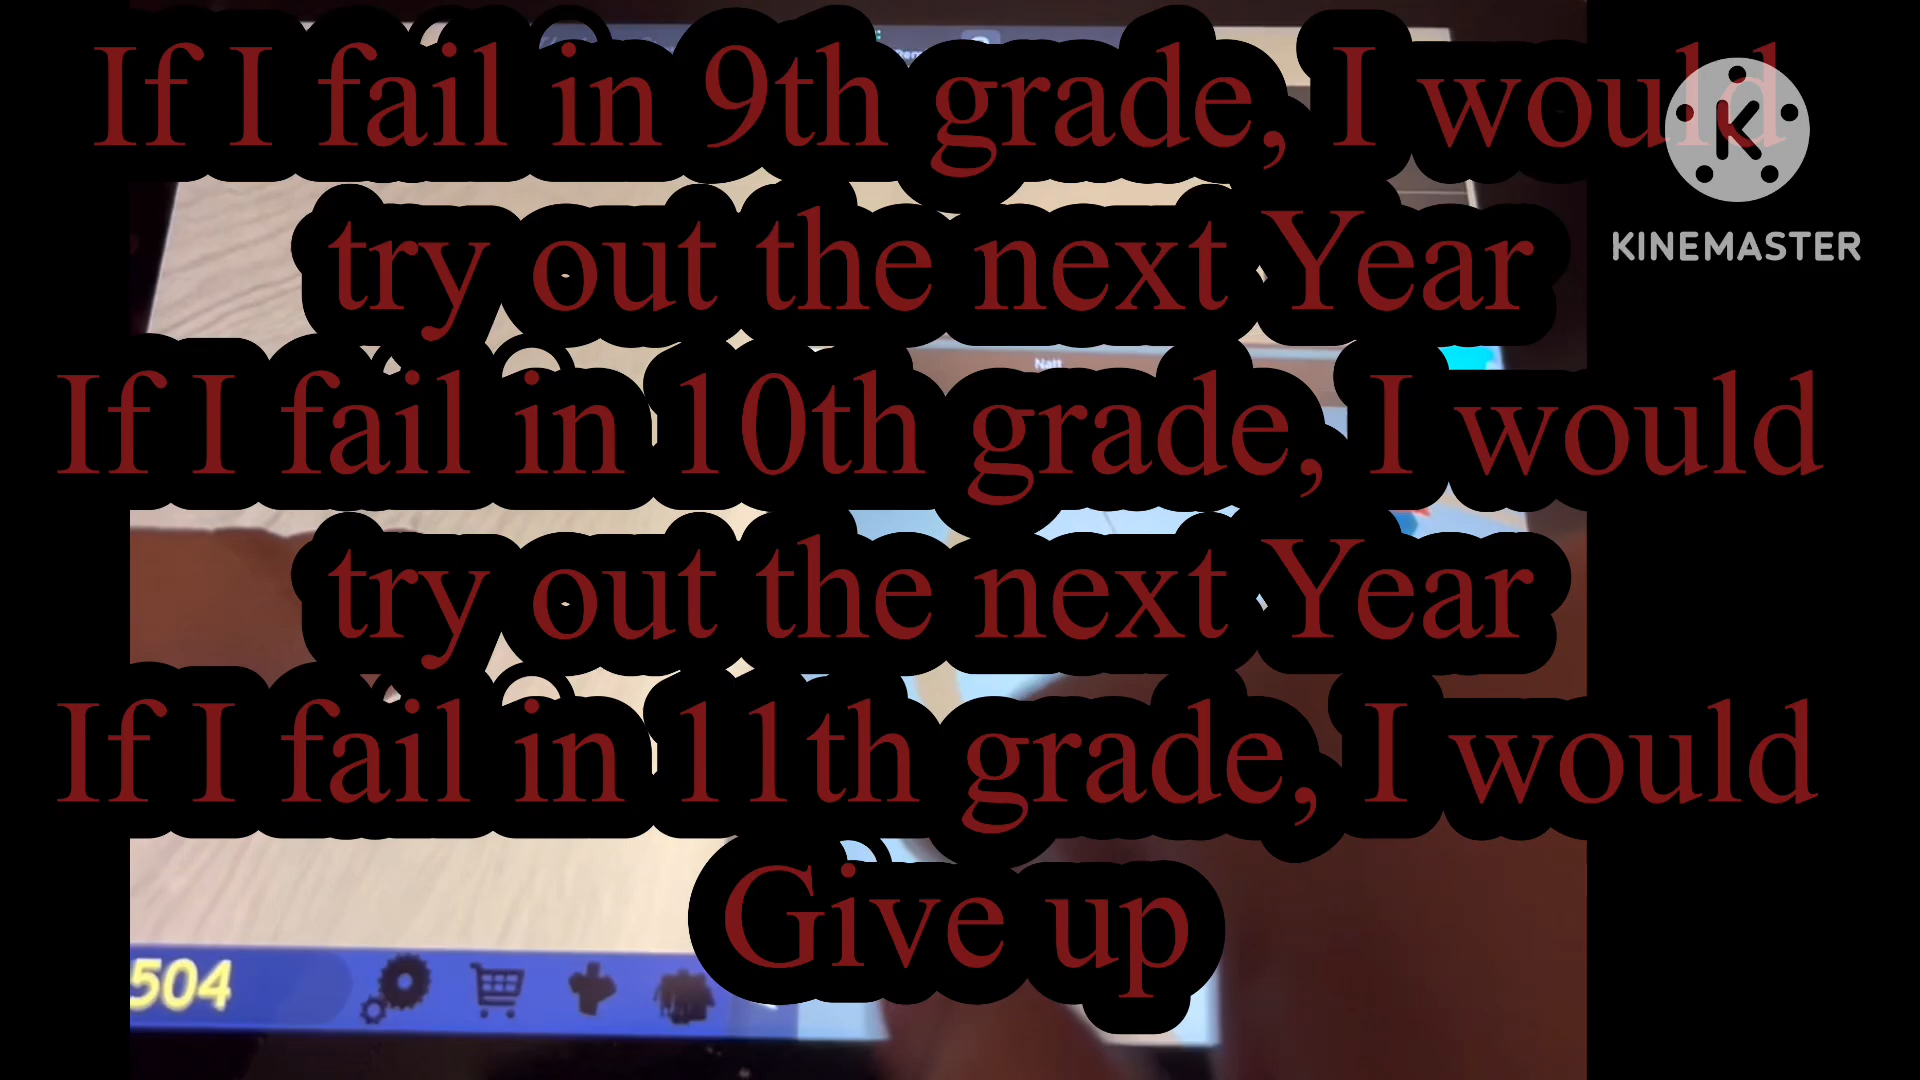 If I fail in 9th grade, I would
try out the next Year
If I fail in 10th grade, I would
try out the next Year
If I fail in 11th grade, I would
Give up
KINEMASTER
Natt
504